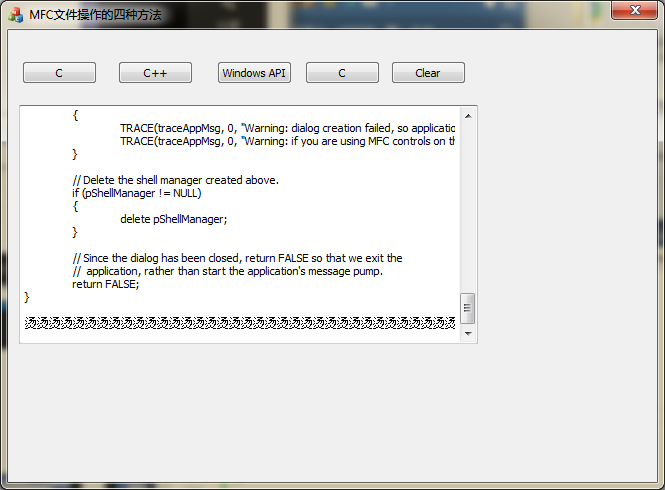 MFC文件操作的四种方法
C
C++
Windows API
C
Clear
{
TRACE(traceAppMsg, 0, "Warning: dialog creation failed, so applicatio
TRACE(traceAppMsg, 0, "Warning: if you are using MFC controls on th
}
// Delete the shell manager created above.
if (pShellManager != NULL)
{
delete pShellManager;
}
// Since the dialog has been closed, return FALSE so that we exit the
// application, rather than start the application's message pump.
return FALSE;
}